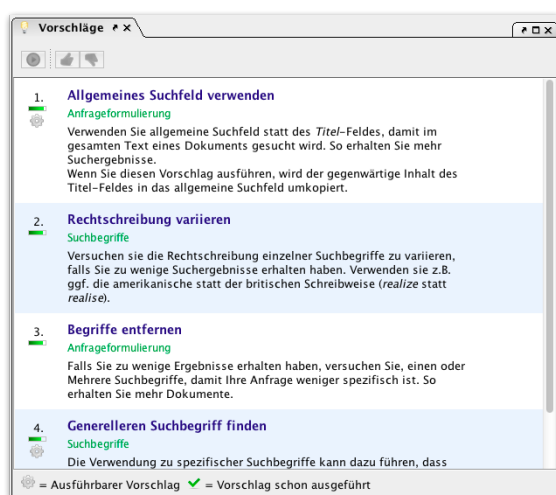 Vorschläge
1.
Allgemeines Suchfeld verwenden
Anfrageformulierung
Verwenden Sie allgemeine Suchfeld statt des Titel-Feldes, damit im
gesamten Text eines Dokuments gesucht wird. So erhalten Sie mehr
Suchergebnisse.
Wenn Sie diesen Vorschlag ausführen, wird der gegenwärtige Inhalt des
Titel-Feldes in das allgemeine Suchfeld umkopiert.
2.
Rechtschreibung variieren
Suchbegriffe
Versuchen sie die Rechtschreibung einzelner Suchbegriffe zu variieren,
falls Sie zu wenige Suchergebnisse erhalten haben. Verwenden sie z.B.
ggf. die amerikanische statt der britischen Schreibweise (realize statt
realise).
3.
Begriffe entfernen
Anfrageformulierung
Falls Sie zu wenige Ergebnisse erhalten haben, versuchen Sie, einen oder
Mehrere Suchbegriffe, damit Ihre Anfrage weniger spezifisch ist. So
erhalten Sie mehr Dokumente.
4.
Generelleren Suchbegriff finden
Suchbegriffe
Die Verwendung zu spezifischer Suchbegriffe kann dazu führen, dass
= Ausführbarer Vorschlag = Vorschlag schon ausgeführt